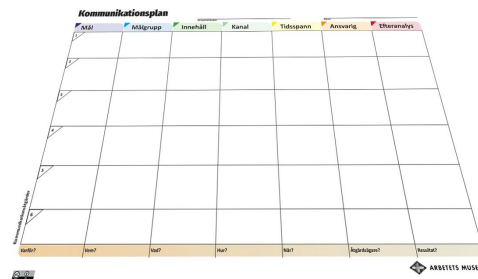 Kommunikationsplan
Mål Målgrupp Innehåll Kanal Tidsspann Ansvarig Efteranalys
1
2
3
4
5
6
Varför? Vem? Vad? Hur? När? Åtgärdsägare? Resultat?
ARBETETS MUSE